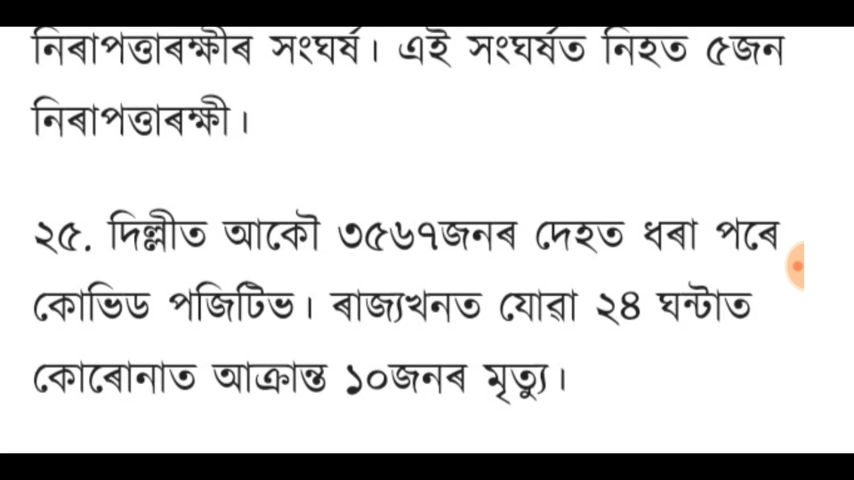 নিৰাপত্তাৰক্ষীৰ সংঘৰ্ষ। এই সংঘৰ্ষত নিহত ৫জন
নিৰাপত্তাৰক্ষী।
২৫. দিল্লীত আকৌ ৩৫৬৭জনৰ দেহত ধৰা পৰে
কোভিড পজিটিভ। ৰাজ্যখনত যোৱা ২৪ ঘন্টাত
কোৰোনাত আক্ৰান্ত ১০জনৰ মৃত্যু।